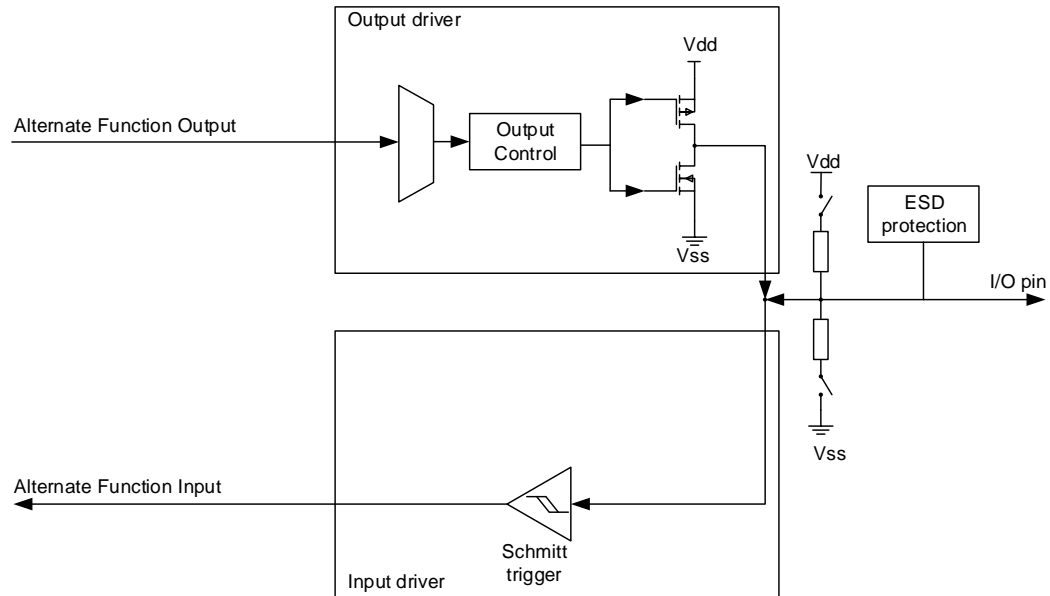 Output driver
Vdd
Alternate Function Output
Output
Control
Vss
Vdd
ESD
protection
I/O pin
Vss
Alternate Function Input
Schmitt
trigger
Input driver